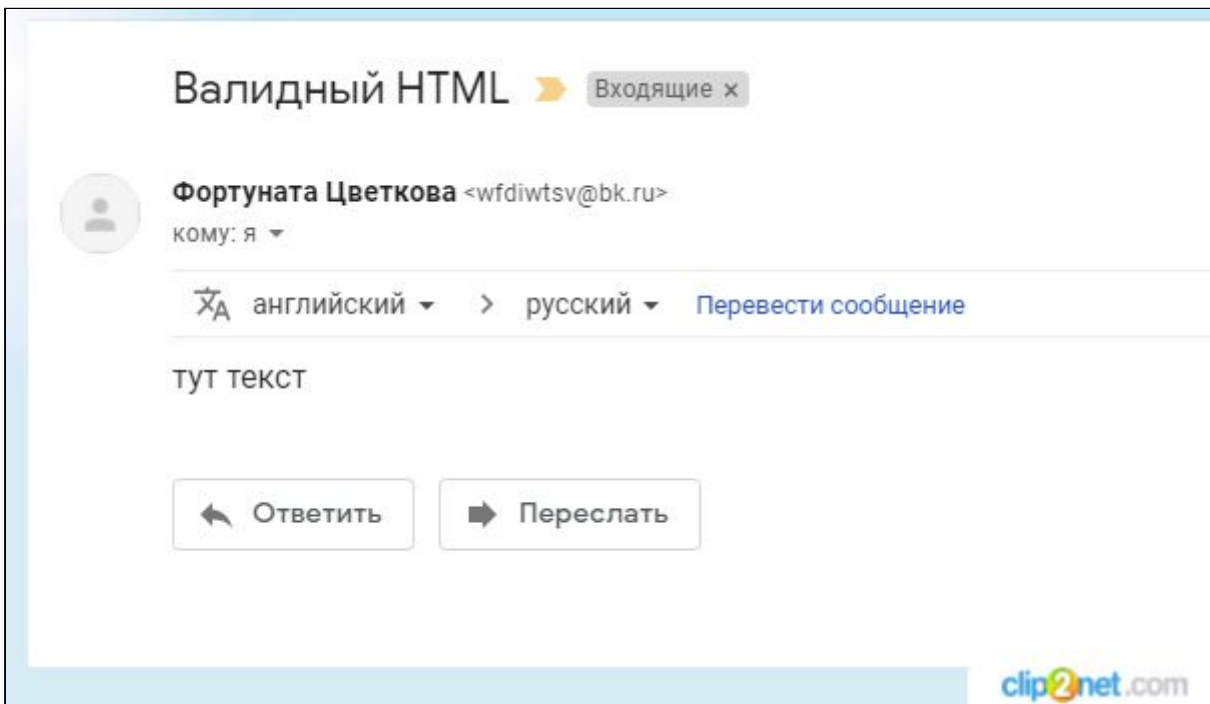 Валидный HTML Входящие x
Фортуната Цветкова <wfdiwtsv@bk.ru>
кому: я
английский > русский Перевести сообщение
тут текст
Ответить Переслать
clip2net.com